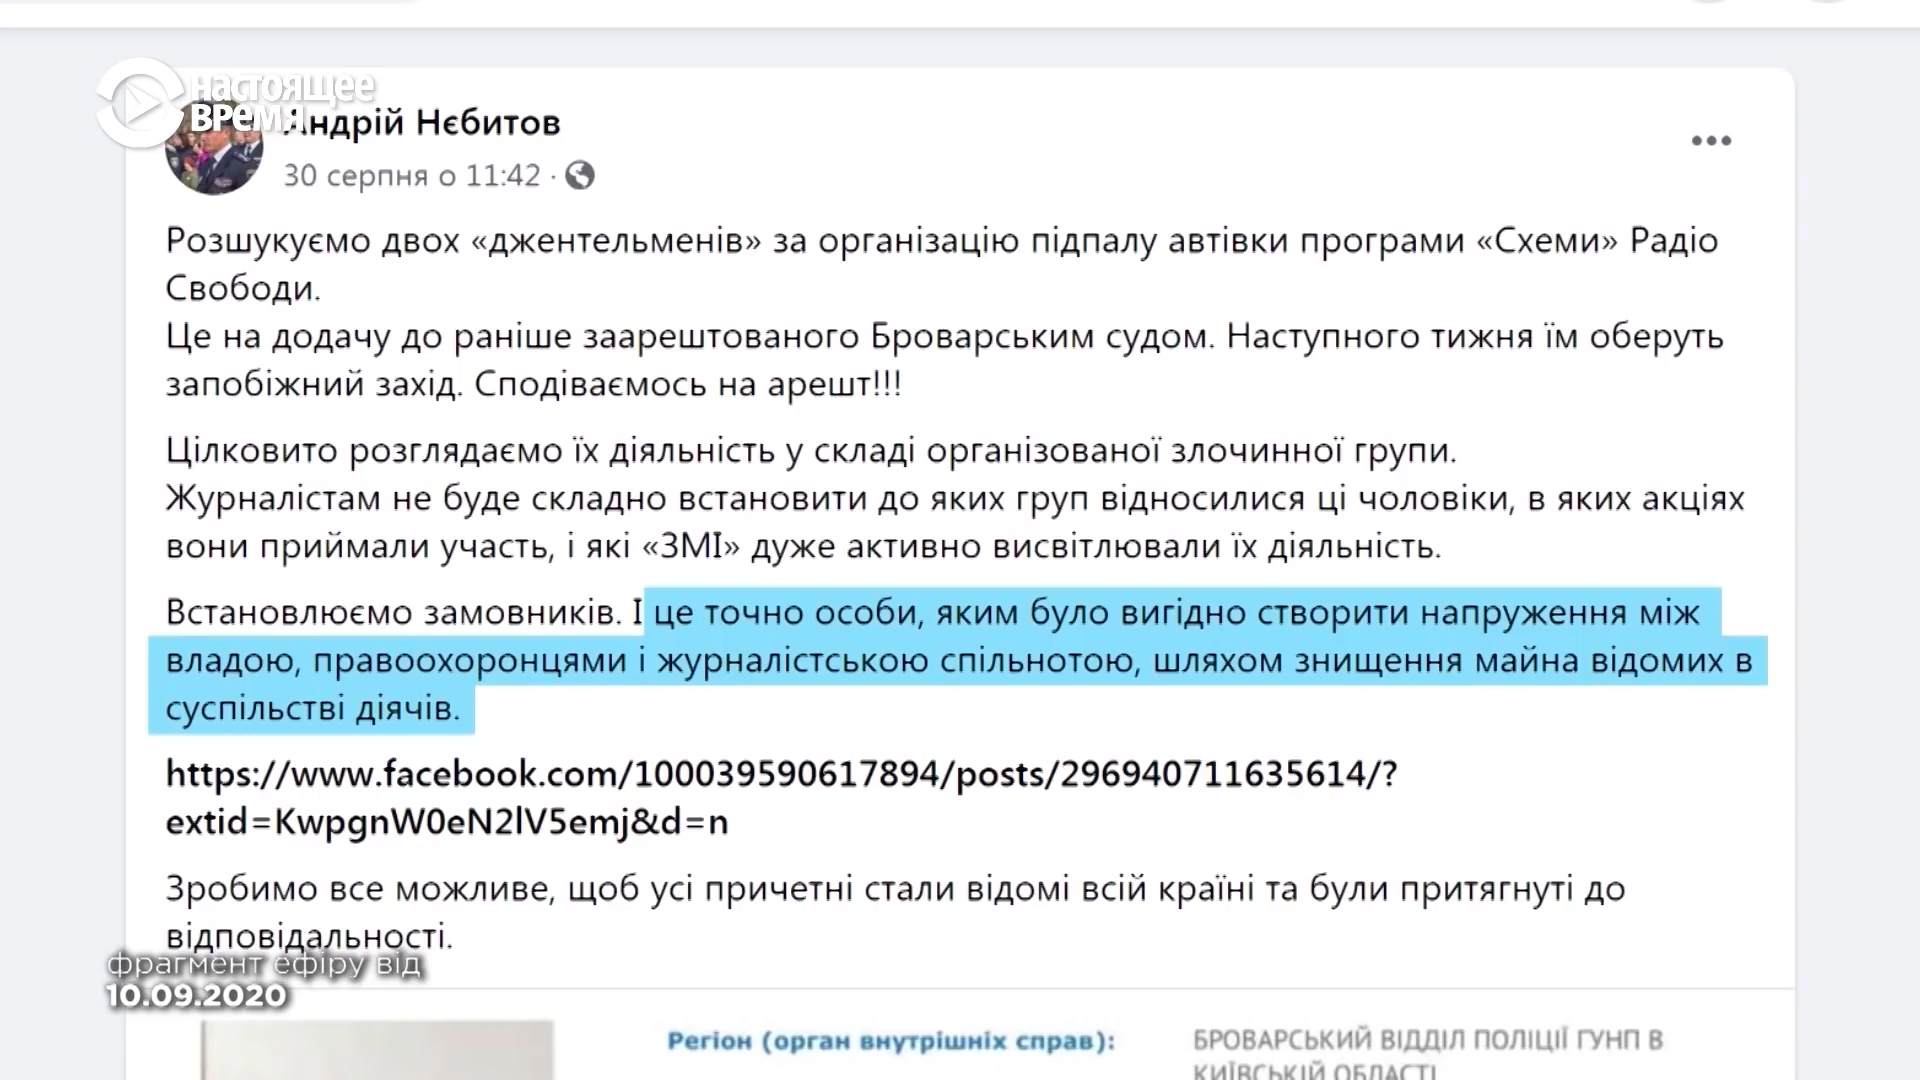 настоящее
время
Андрій Нєбитов
30 серпня о 11:42 ·
Розшукуємо двох «джентельменів» за організацію підпалу автівки програми «Схеми» Радіо
Свободи.
Це на додачу до раніше заарештованого Броварським судом. Наступного тижня їм оберуть
запобіжний захід. Сподіваємось на арешт!!!
Цілковито розглядаємо їх діяльність у складі організованої злочинної групи.
Журналістам не буде складно встановити до яких груп відносилися ці чоловіки, в яких акціях
вони приймали участь, і які «ЗМІ» дуже активно висвітлювали їх діяльність.
Встановлюємо замовників. І це точно особи, яким було вигідно створити напруження між
владою, правоохоронцями і журналістською спільнотою, шляхом знищення майна відомих в
суспільстві діячів.
https://www.facebook.com/100039590617894/posts/296940711635614/?
extid=KwpgnW0eN2lV5emj&d=n
Зробимо все можливе, щоб усі причетні стали відомі всій країні та були притягнуті до
відповідальності.
фрагмент ефіру від
10.09.2020
Регіон (орган внутрішніх справ):
БРОВАРСЬКИЙ ВІДДІЛ ПОЛІЦІЇ ГУНП В
КИЇВСЬКІЙ ОБЛАСТІ